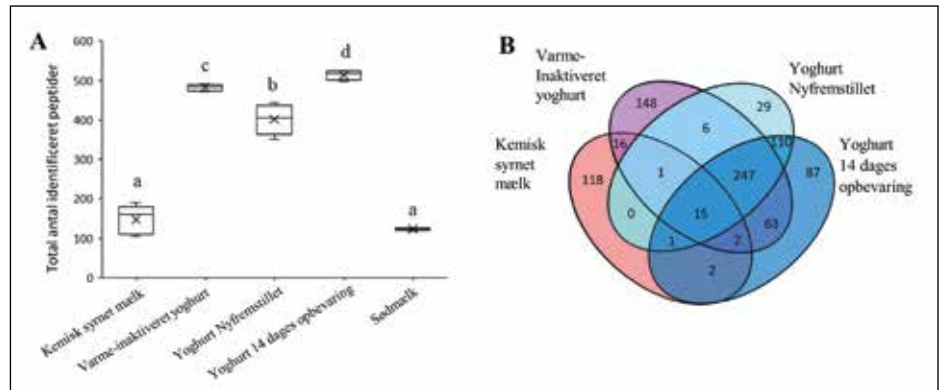 A
Total antal identificeret peptider
600
500
400
300
200
100
0
a
c
b
d
a
Kemisk syrnet mælk
Varme-inaktiveret yoghurt
Yoghurt Nyfremstillet
Yoghurt 14 dages opbevaring
Sødmælk
B
Varme-
Inaktiveret
yoghurt
Yoghurt
Nyfremstillet
Kemisk
syrnet
mælk
Yoghurt
14 dages
opbevaring
148
29
6
16
110
118
1
247
87
0
15
63
1
2
2